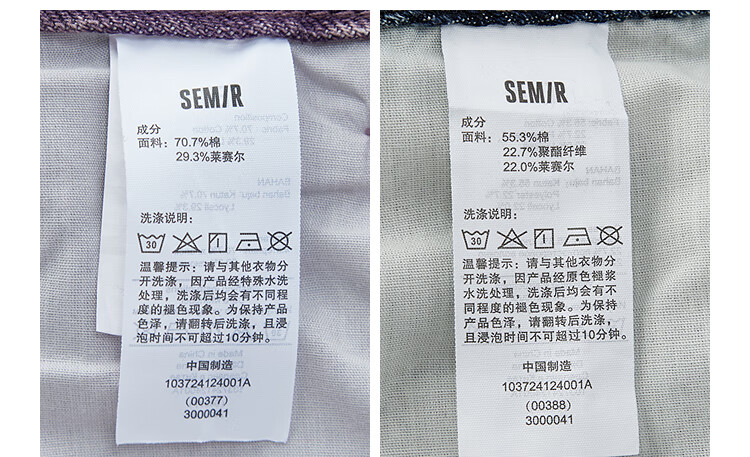 SEMIR
成分
面料：70.7%棉
29.3%莱赛尔
洗涤说明：
30
温馨提示：请与其他衣物分
开洗涤，因产品经特殊水洗
处理，洗涤后均会有不同程
度的褪色现象。为保持产品
色泽，请翻转后洗涤，且浸
泡时间不可超过10分钟。
中国制造
103724124001A
(00377)
3000041
SEMIR
成分
面料：55.3%棉
22.7%聚酯纤维
22.0%莱赛尔
洗涤说明：
30
温馨提示：请与其他衣物分
开洗涤，因产品经原色褪浆
水洗处理，洗涤后均会有不
同程度的褪色现象。为保持
产品色泽，请翻转后洗涤，
且浸泡时间不可超过10分钟。
中国制造
103724124001A
(00388)
3000041